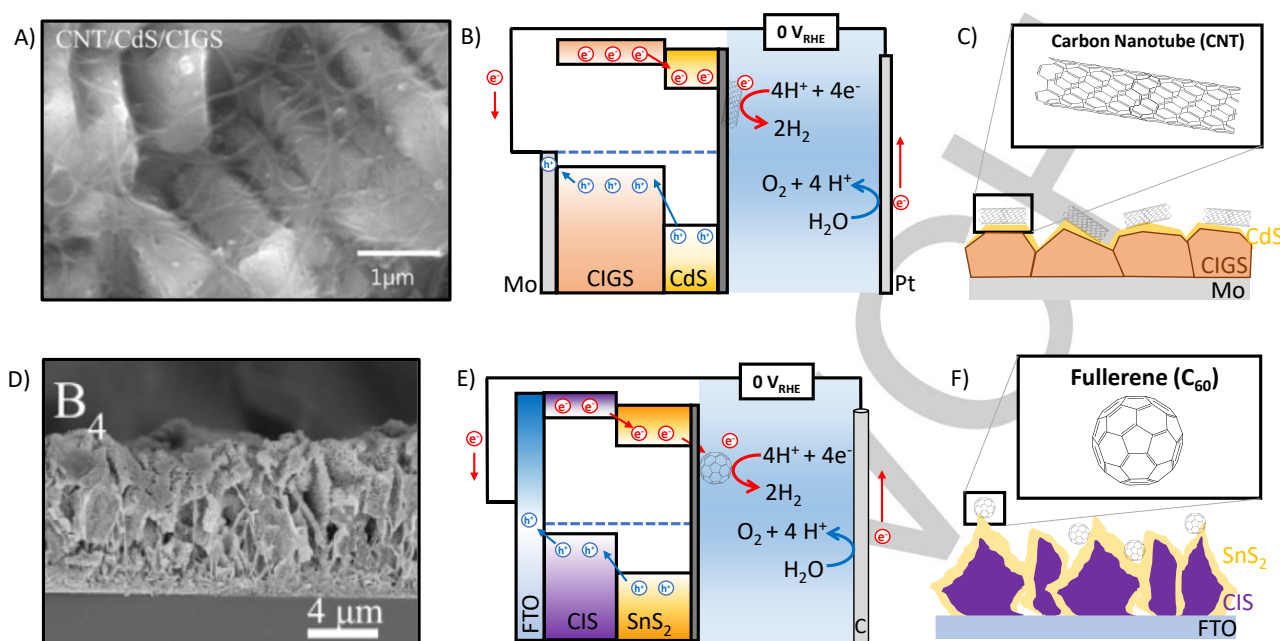 A)
CNT/CdS/CIGS
1μm
B)
0 V_RHE
e⁻
e⁻ e⁻ e⁻
e⁻ e⁻
e⁻
4H⁺ + 4e⁻
2H₂
h⁺
h⁺ h⁺ h⁺
h⁺ h⁺
O₂ + 4 H⁺
H₂O
e⁻
Mo
CIGS
CdS
Pt
C)
Carbon Nanotube (CNT)
CdS
CIGS
Mo
D)
B₄
4 μm
E)
0 V_RHE
e⁻
e⁻ e⁻
e⁻ e⁻
e⁻
4H⁺ + 4e⁻
2H₂
h⁺
h⁺ h⁺
h⁺ h⁺
O₂ + 4 H⁺
H₂O
e⁻
FTO
CIS
SnS₂
C
F)
Fullerene (C₆₀)
SnS₂
CIS
FTO